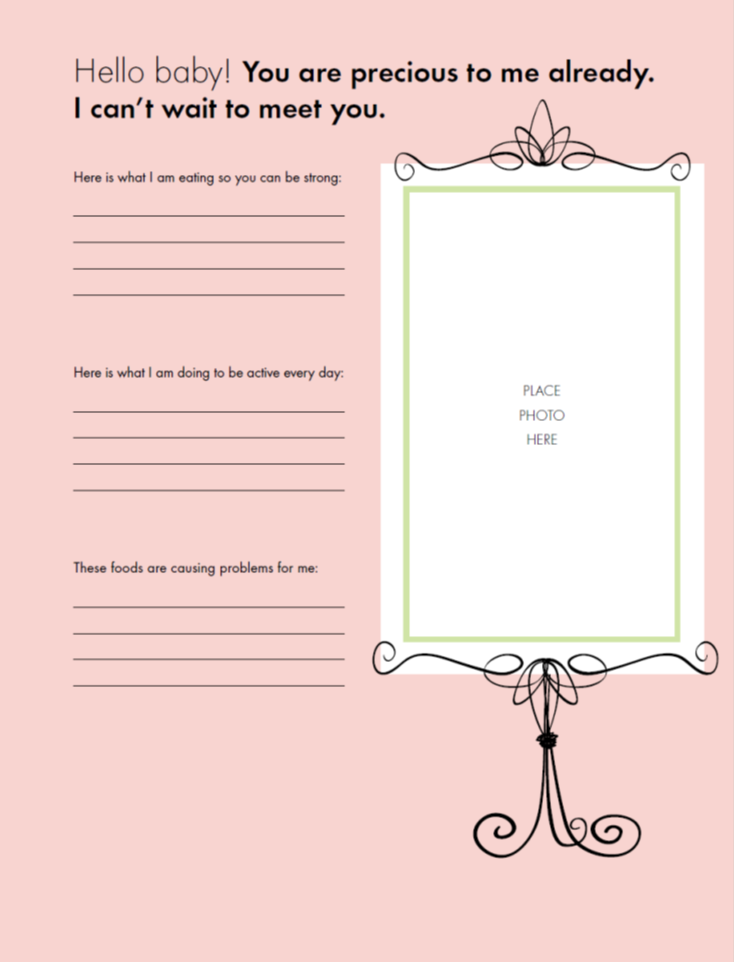 Hello baby! You are precious to me already.
I can't wait to meet you.
Here is what I am eating so you can be strong:
Here is what I am doing to be active every day:
These foods are causing problems for me:
PLACE
PHOTO
HERE